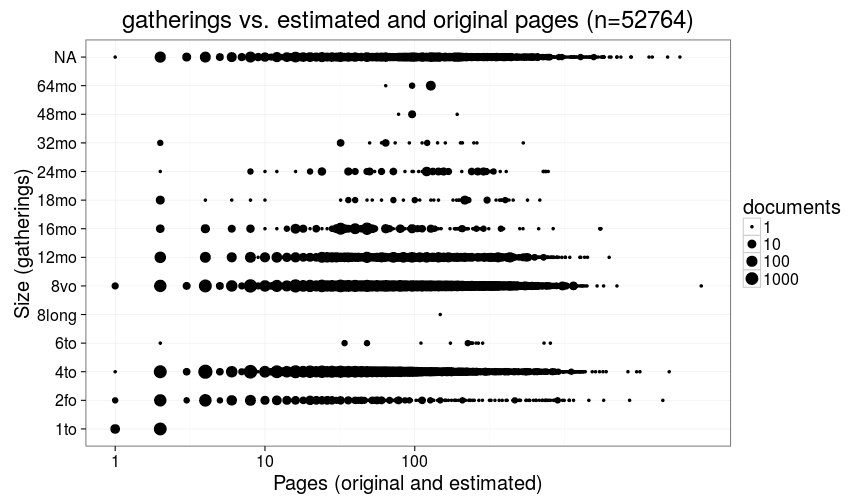 gatherings vs. estimated and original pages (n=52764)
NA
64mo
48mo
32mo
24mo
18mo
16mo
12mo
8vo
8long
6to
4to
2fo
1to
Size (gatherings)
1 10 100
Pages (original and estimated)
documents
1
10
100
1000